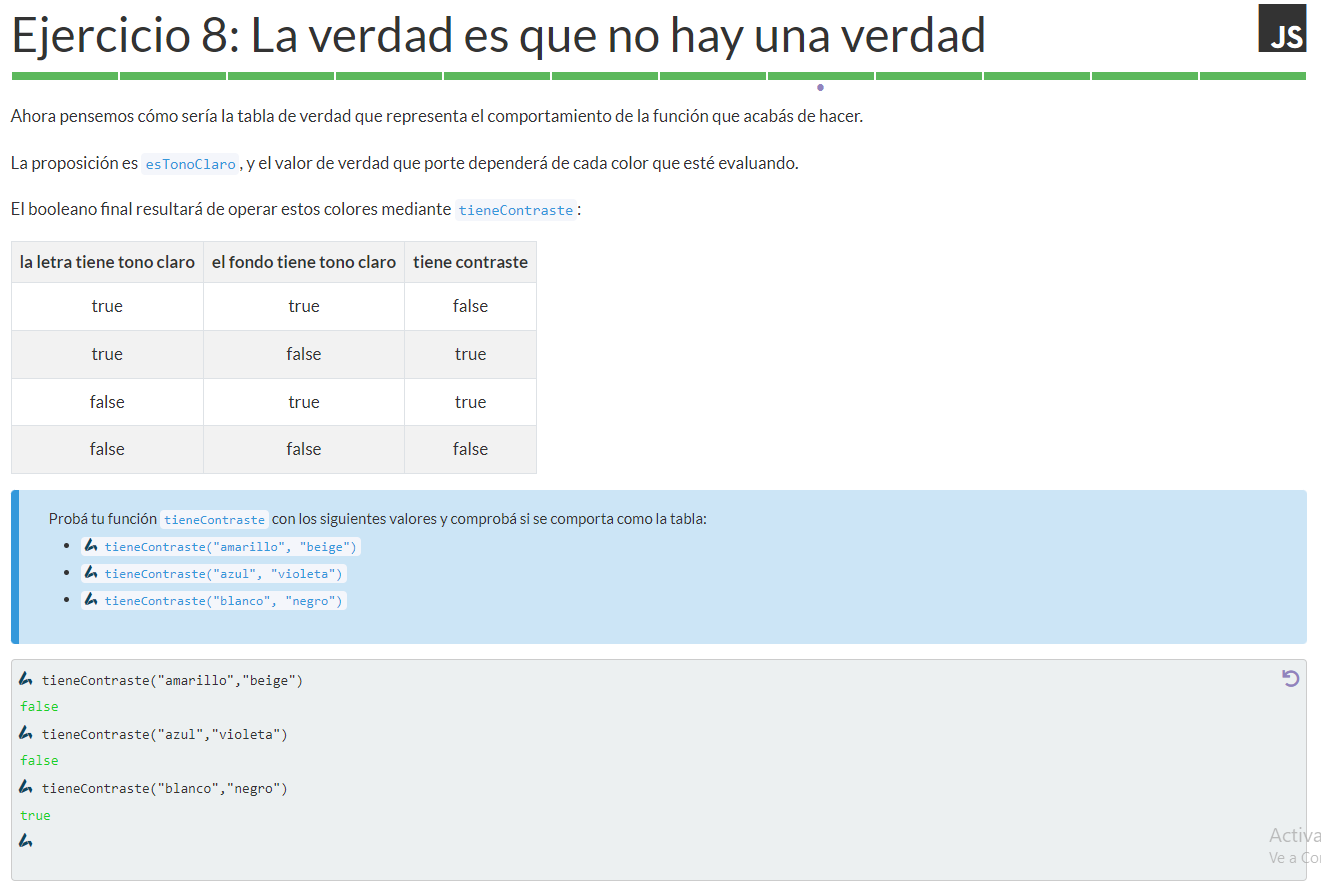 Ejercicio 8: La verdad es que no hay una verdad
JS
Ahora pensemos cómo sería la tabla de verdad que representa el comportamiento de la función que acabás de hacer.
La proposición es esTonoClaro, y el valor de verdad que porte dependerá de cada color que esté evaluando.
El booleano final resultará de operar estos colores mediante tieneContraste:
la letra tiene tono claro el fondo tiene tono claro tiene contraste
true true false
true false true
false true true
false false false
Probá tu función tieneContraste con los siguientes valores y comprobá si se comporta como la tabla:
tieneContraste("amarillo", "beige")
tieneContraste("azul", "violeta")
tieneContraste("blanco", "negro")
tieneContraste("amarillo","beige")
false
tieneContraste("azul","violeta")
false
tieneContraste("blanco","negro")
true
Activa
Ve a Co